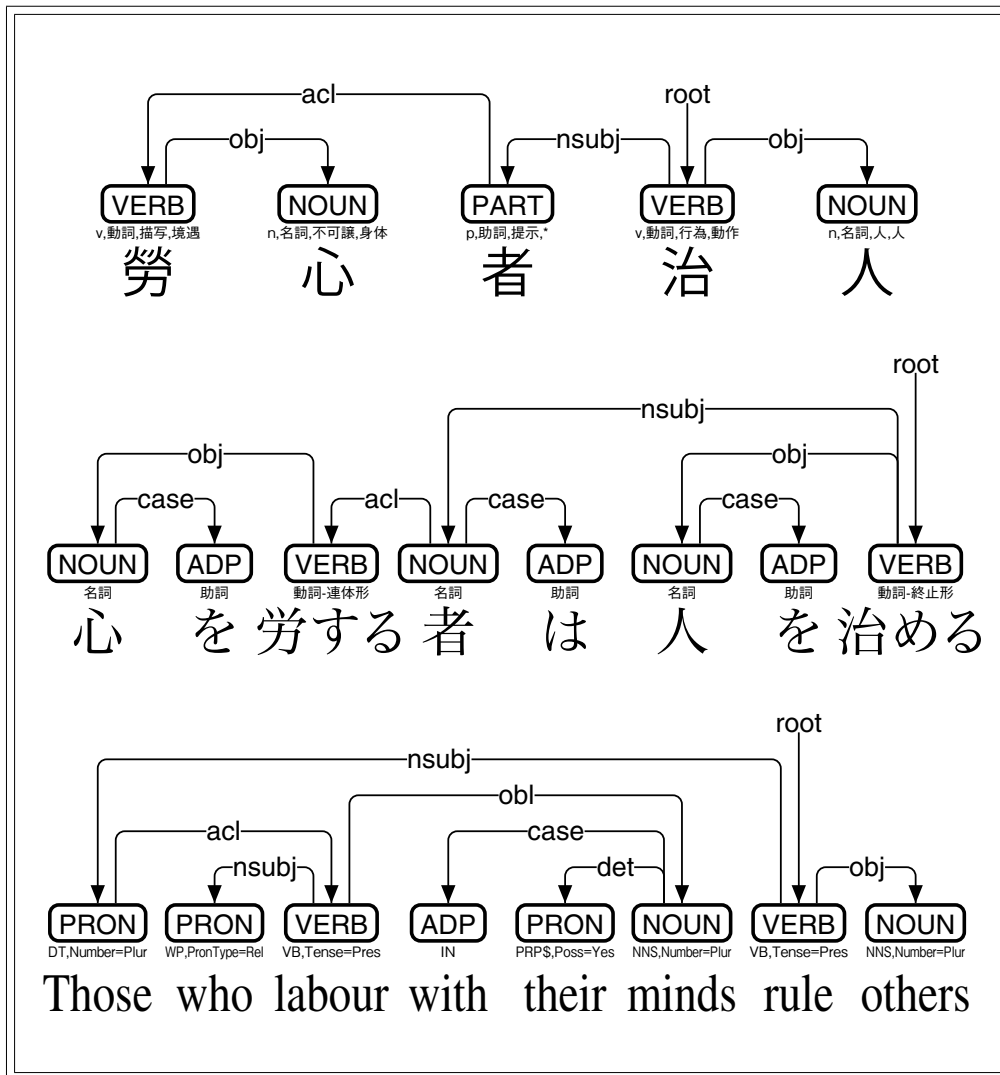 acl root
obj nsubj obj
VERB NOUN PART VERB NOUN
v,動詞,描写,境遇 n,名詞,不可譲,身体 p,助詞,提示,* v,動詞,行為,動作 n,名詞,人,人
勞 心 者 治 人
root
nsubj
obj obj
case acl case case
NOUN ADP VERB NOUN ADP NOUN ADP VERB
名詞 助詞 動詞-連体形 名詞 助詞 名詞 助詞 動詞-終止形
心 を 労する 者 は 人 を 治める
root
nsubj
obl
acl case
nsubj det obj
PRON PRON VERB ADP PRON NOUN VERB NOUN
DT,Number=Plur WP,PronType=Rel VB,Tense=Pres IN PRP$,Poss=Yes NNS,Number=Plur VB,Tense=Pres NNS,Number=Plur
Those who labour with their minds rule others